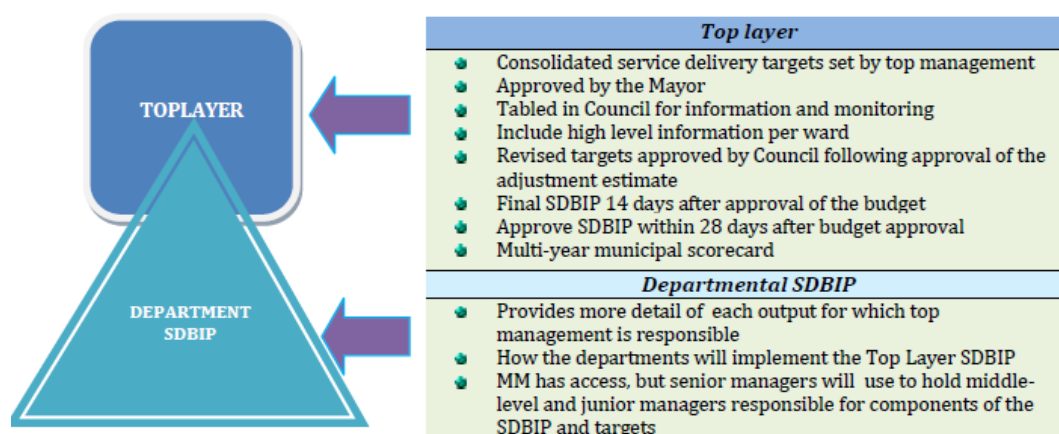 TOPLAYER
DEPARTMENT
SDBIP
Top layer
Consolidated service delivery targets set by top management
Approved by the Mayor
Tabled in Council for information and monitoring
Include high level information per ward
Revised targets approved by Council following approval of the
adjustment estimate
Final SDBIP 14 days after approval of the budget
Approve SDBIP within 28 days after budget approval
Multi-year municipal scorecard
Departmental SDBIP
Provides more detail of each output for which top
management is responsible
How the departments will implement the Top Layer SDBIP
MM has access, but senior managers will use to hold middle-
level and junior managers responsible for components of the
SDBIP and targets